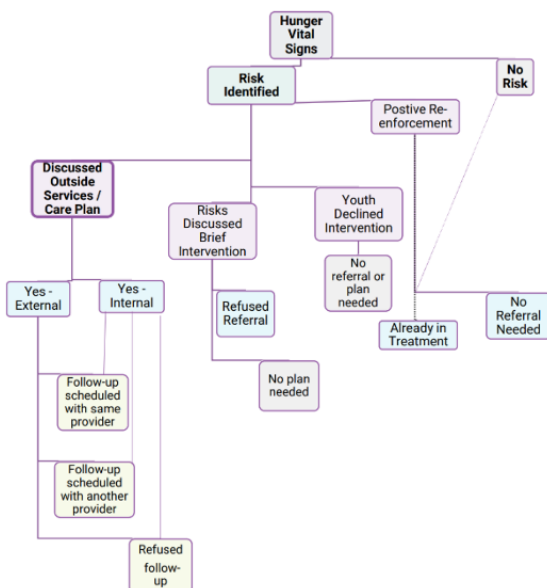 Hunger
Vital
Signs
Risk
Identified
No
Risk
Postive Re-
enforcement
Discussed
Outside
Services /
Care Plan
Risks
Discussed
Brief
Intervention
Youth
Declined
Intervention
No
referral or
plan
needed
Yes -
External
Yes -
Internal
Refused
Referral
No
Referral
Needed
Already in
Treatment
No plan
needed
Follow-up
scheduled
with same
provider
Follow-up
scheduled
with another
provider
Refused
follow-
up